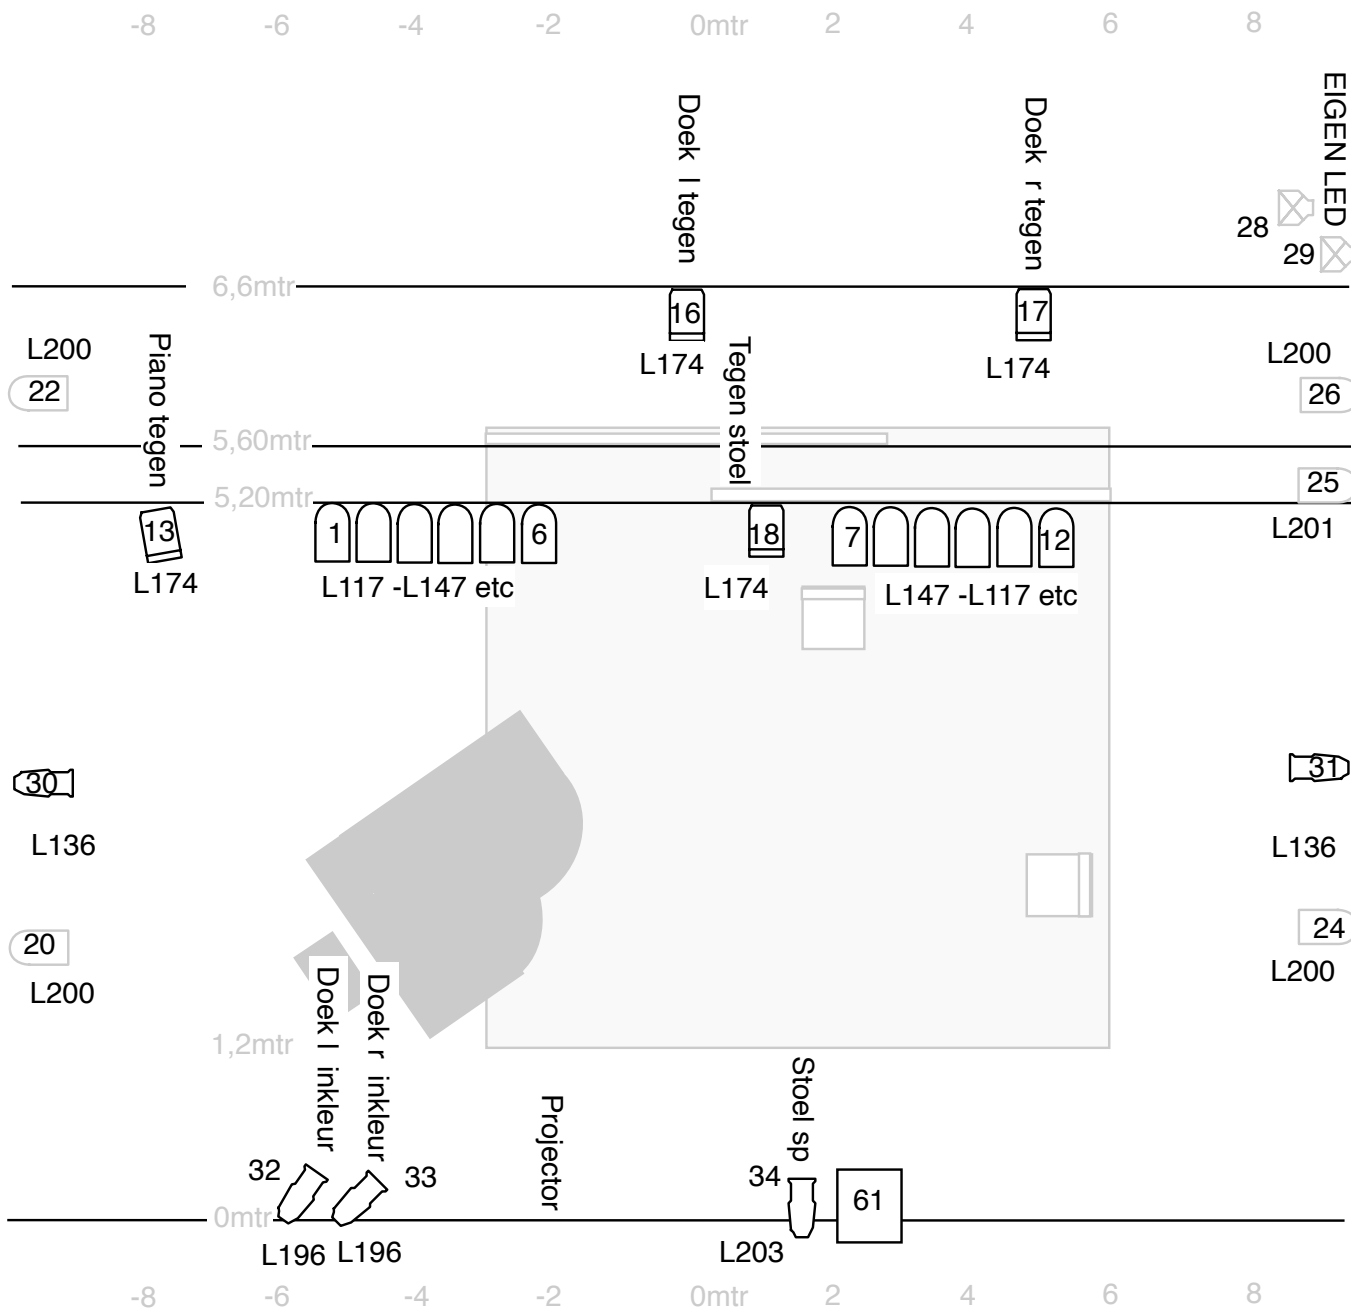 -8 -6 -4 -2 0mtr 2 4 6 8
EIGEN LED
Doek l tegen
Doek r tegen
28
29
6,6mtr
16
17
L200
Piano tegen
L174
Tegen stoel
L174
L200
22
26
5,60mtr
5,20mtr
25
13
1
6
18
7
12
L201
L174
L117 -L147 etc
L174
L147 -L117 etc
30
31
L136
L136
20
24
L200
L200
Doek l inkleur
Doek r inkleur
1,2mtr
Projector
Stoel sp
32
33
34
61
0mtr
L196
L196
L203
-8 -6 -4 -2 0mtr 2 4 6 8